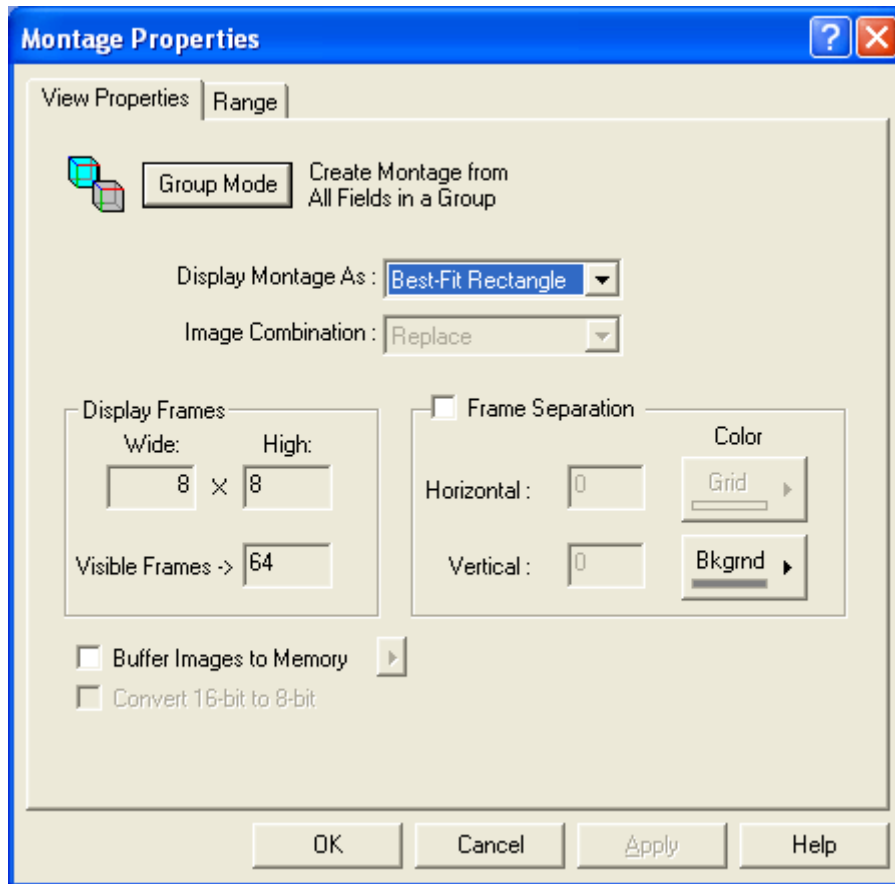 Montage Properties
View Properties
Range
Group Mode
Create Montage from
All Fields in a Group
Display Montage As :
Best-Fit Rectangle
Image Combination :
Replace
Display Frames
Wide:
High:
8 X 8
Visible Frames ->
64
Frame Separation
Color
Horizontal :
0
Grid
Vertical :
0
Bkgrnd
Buffer Images to Memory
Convert 16-bit to 8-bit
OK
Cancel
Apply
Help